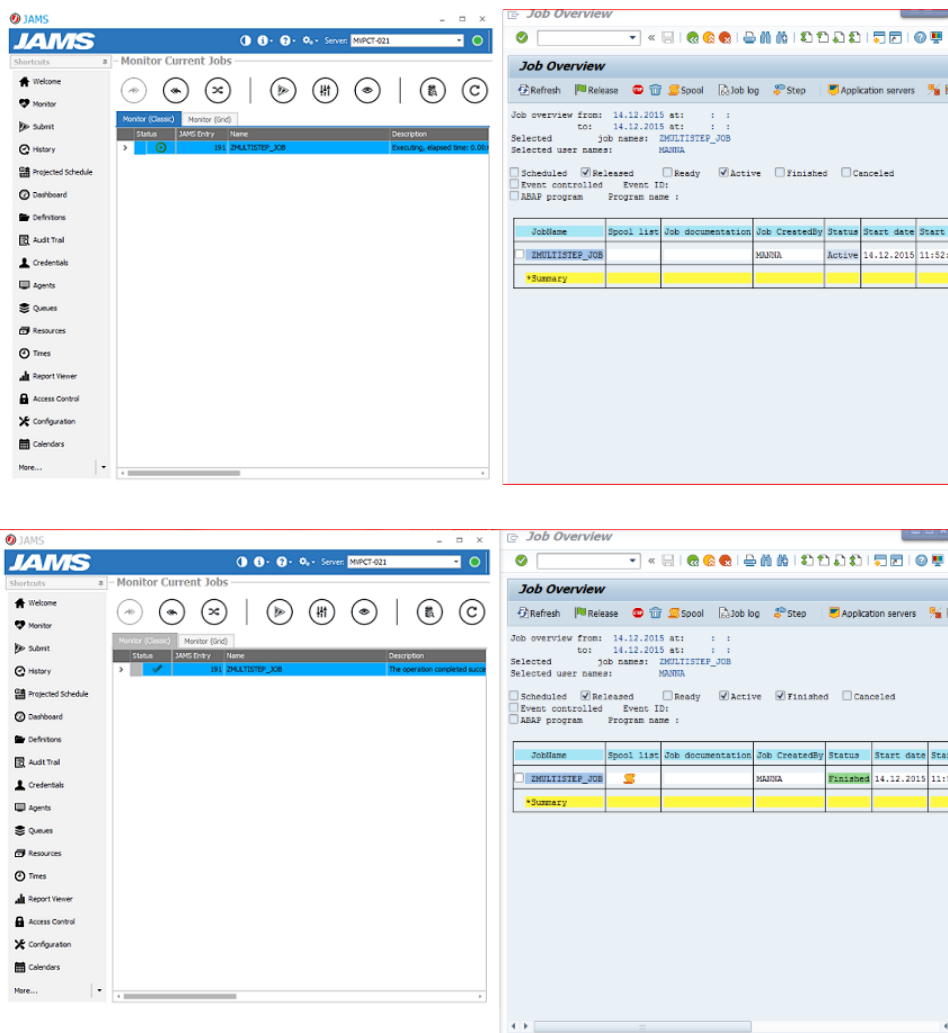 JAMS
JAMS
Server: MVPCT-021
Shortcuts
Monitor Current Jobs
Welcome
Monitor
Submit
History
Projected Schedule
Dashboard
Definitions
Audit Trail
Credentials
Agents
Queues
Resources
Times
Report Viewer
Access Control
Configuration
Calendars
More...
Monitor (Classic) Monitor (Grid)
Status JAMS Entry Name Description
191 ZMULTISTEP_JOB Executing, elapsed time: 0.00:
Job Overview
Job Overview
Refresh Release Spool Job log Step Application servers
Job overview from: 14.12.2015 at: : :
to: 14.12.2015 at: : :
Selected job names: ZMULTISTEP_JOB
Selected user names: MANNA
Scheduled Released Ready Active Finished Canceled
Event controlled Event ID:
ABAP program Program name :
JobName Spool list Job documentation Job CreatedBy Status Start date Start
ZMULTISTEP_JOB MANNA Active 14.12.2015 11:52:
*Summary
JAMS
JAMS
Server: MVPCT-021
Shortcuts
Monitor Current Jobs
Welcome
Monitor
Submit
History
Projected Schedule
Dashboard
Definitions
Audit Trail
Credentials
Agents
Queues
Resources
Times
Report Viewer
Access Control
Configuration
Calendars
More...
Monitor (Classic) Monitor (Grid)
Status JAMS Entry Name Description
191 ZMULTISTEP_JOB The operation completed succe
Job Overview
Job Overview
Refresh Release Spool Job log Step Application servers
Job overview from: 14.12.2015 at: : :
to: 14.12.2015 at: : :
Selected job names: ZMULTISTEP_JOB
Selected user names: MANNA
Scheduled Released Ready Active Finished Canceled
Event controlled Event ID:
ABAP program Program name :
JobName Spool list Job documentation Job CreatedBy Status Start date Star
ZMULTISTEP_JOB MANNA Finished 14.12.2015 11:5
*Summary